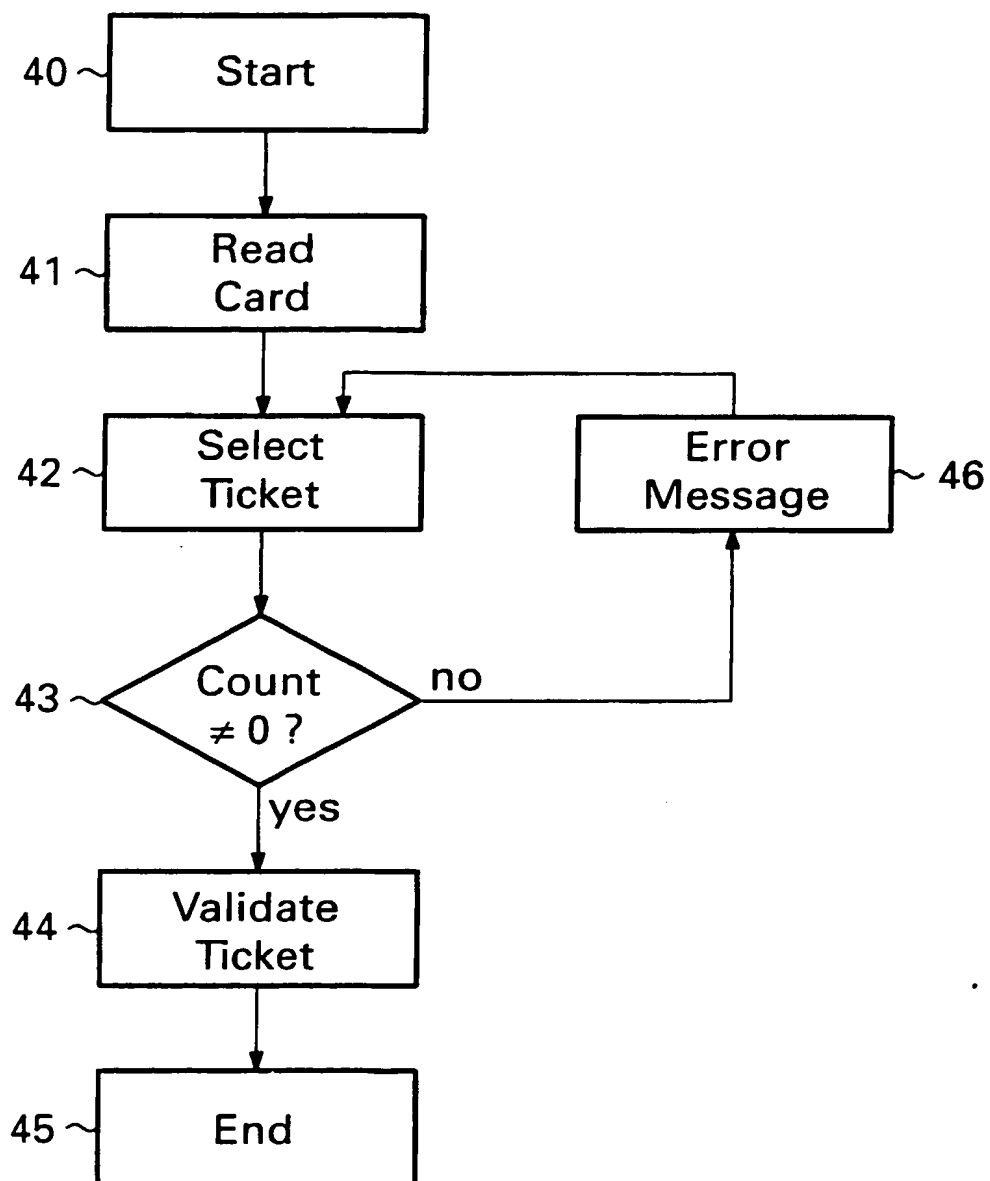 40
Start
41
Read
Card
42
Select
Ticket
Error
Message
46
43
Count
≠ 0 ?
no
yes
44
Validate
Ticket
45
End